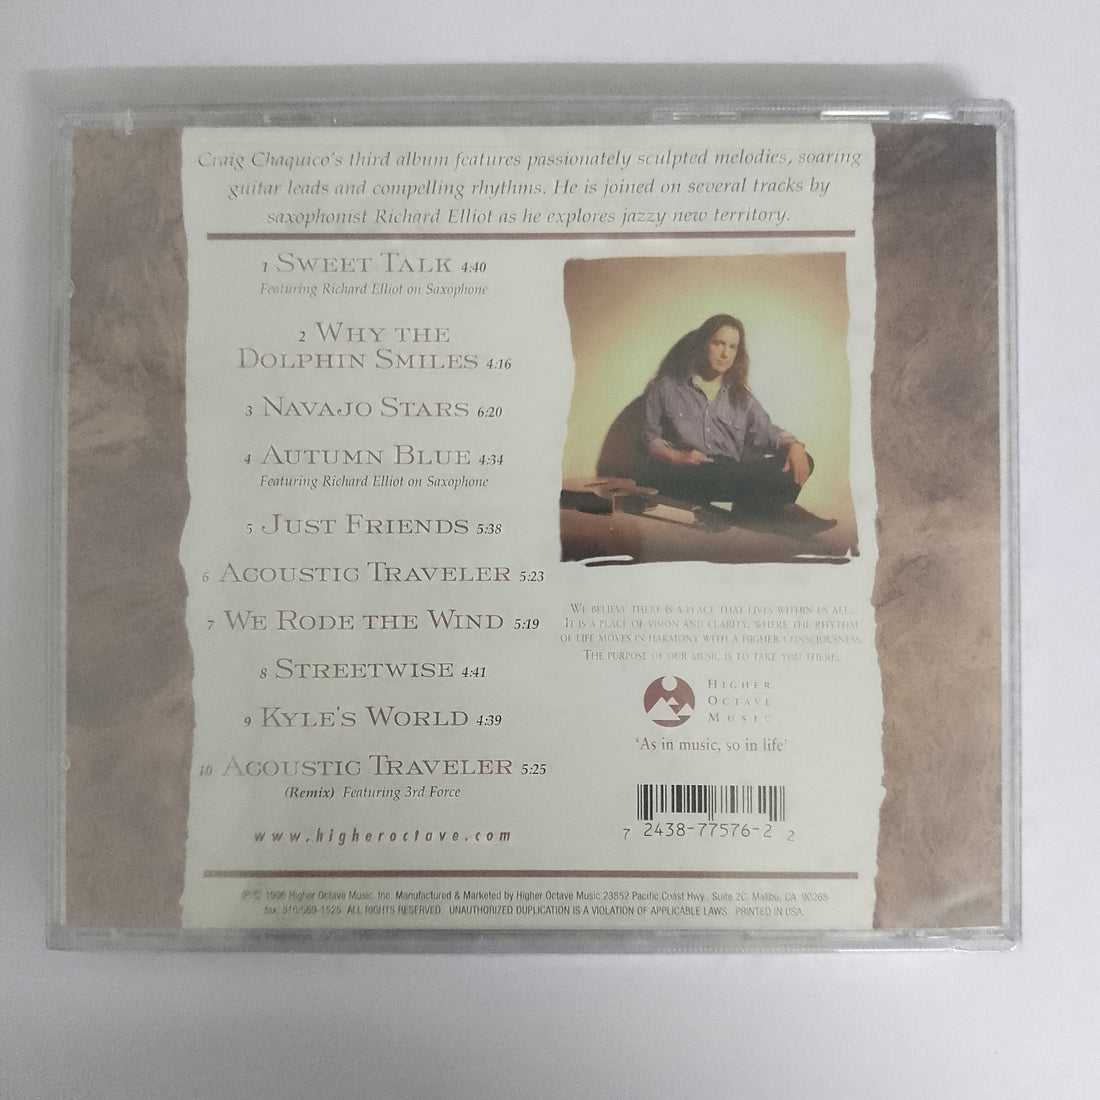 Craig Chaquico's third album features passionately sculpted melodies, soaring
guitar leads and compelling rhythms. He is joined on several tracks by
saxophonist Richard Elliot as he explores jazzy new territory.
1 SWEET TALK 4:40
Featuring Richard Elliot on Saxophone
2 WHY THE
DOLPHIN SMILES 4:16
3 NAVAJO STARS 6:20
4 AUTUMN BLUE 4:34
Featuring Richard Elliot on Saxophone
5 JUST FRIENDS 5:38
6 ACOUSTIC TRAVELER 5:23
7 WE RODE THE WIND 5:19
8 STREETWISE 4:41
9 KYLE'S WORLD 4:39
10 ACOUSTIC TRAVELER 5:25
(Remix) Featuring 3rd Force
www.higheroctave.com
WE BELIEVE THERE IS A PLACE THAT LIVES WITHIN US ALL.
IT IS A PLACE OF VISION AND CLARITY, WHERE THE RHYTHM
OF LIFE MOVES IN HARMONY WITH A HIGHER CONSCIOUSNESS.
THE PURPOSE OF OUR MUSIC IS TO TAKE YOU THERE.
HIGHER
OCTAVE
MUSIC
'As in music, so in life'
7 2438-77576-2 2
℗© 1996 Higher Octave Music, Inc. Manufactured & Marketed by Higher Octave Music 23852 Pacific Coast Hwy., Suite 2C, Malibu, CA 90265
fax: 310/589-1525 ALL RIGHTS RESERVED. UNAUTHORIZED DUPLICATION IS A VIOLATION OF APPLICABLE LAWS. PRINTED IN USA.